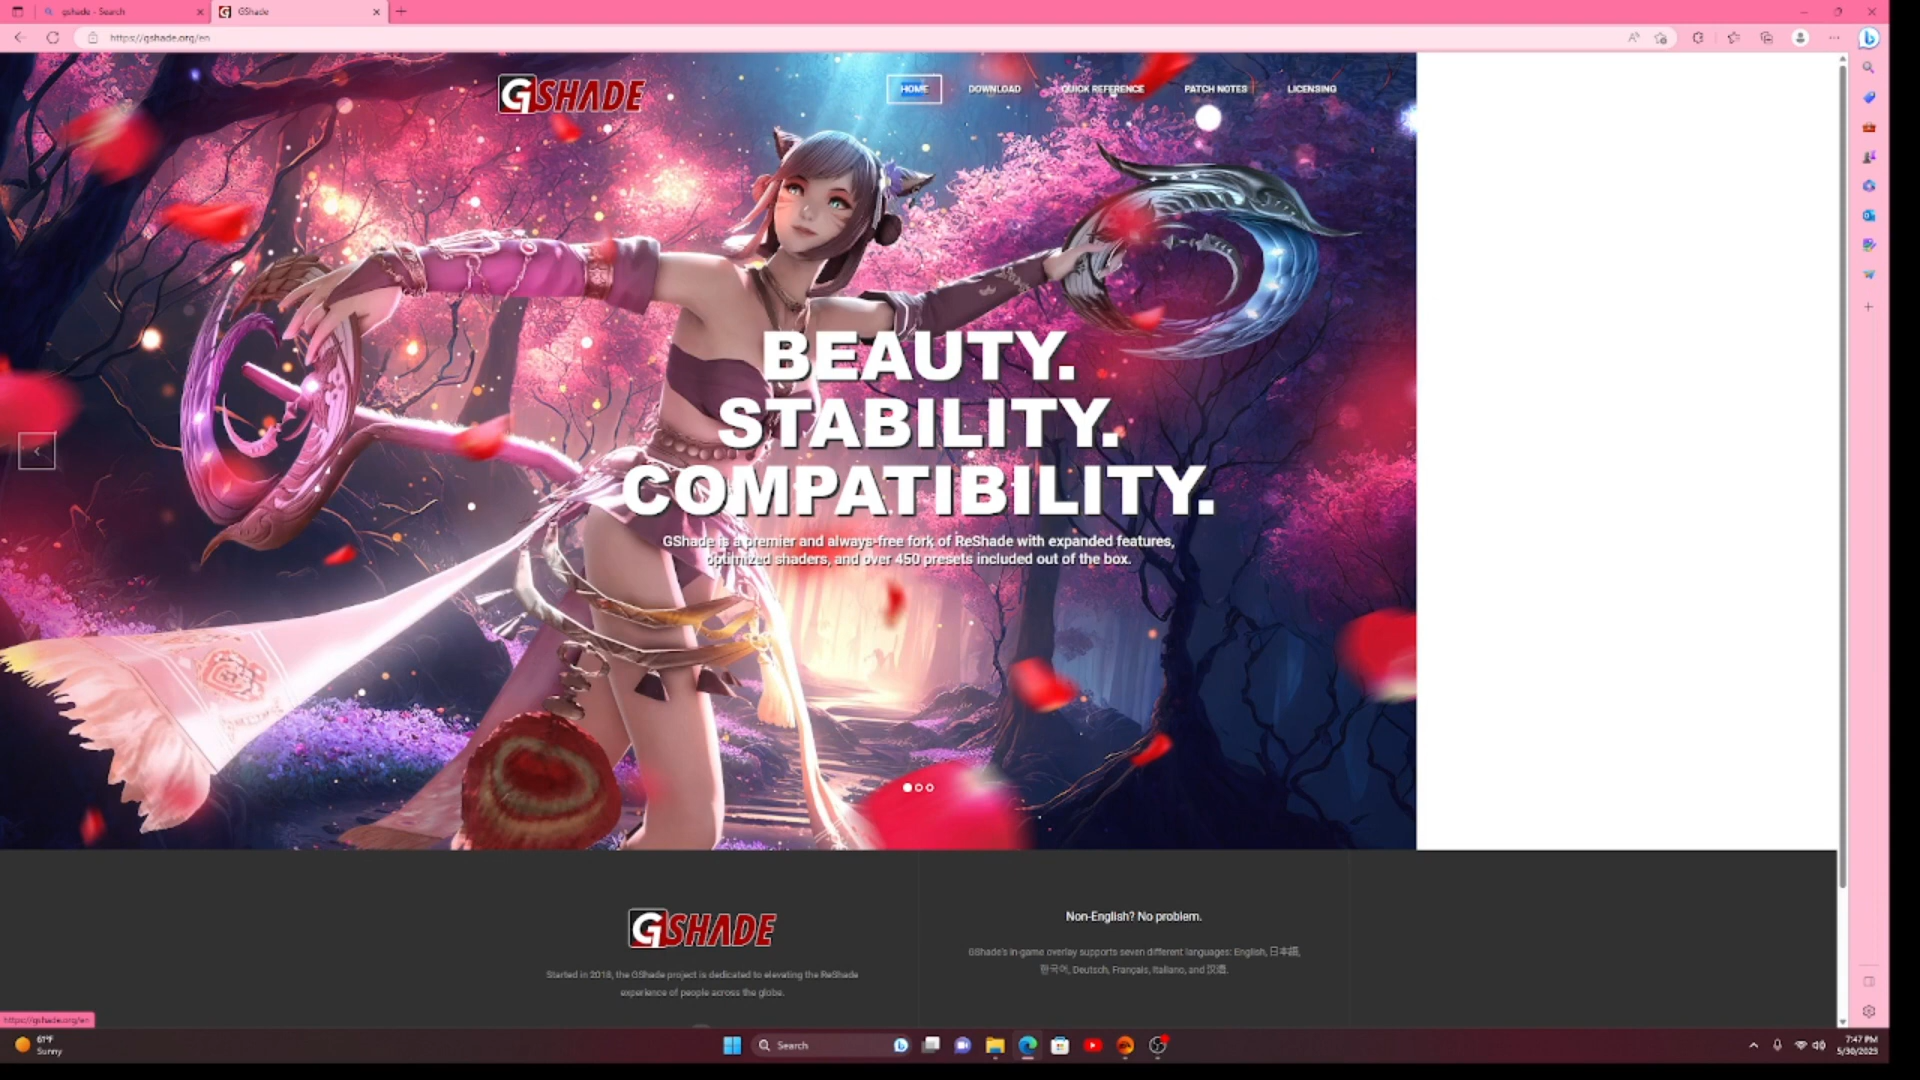 gshade - Search
GShade
https://gshade.org/en
GSHADE
HOME
DOWNLOAD
QUICK REFERENCE
PATCH NOTES
LICENSING
BEAUTY.
STABILITY.
COMPATIBILITY.
GShade is a premier and always-free fork of ReShade with expanded features,
optimized shaders, and over 450 presets included out of the box.
GSHADE
Started in 2018, the GShade project is dedicated to elevating the ReShade
experience of people across the globe.
Non-English? No problem.
GShade's in-game overlay supports seven different languages: English, 日本語,
한국어, Deutsch, Français, Italiano, and 汉语.
https://gshade.org/en
61°F
Sunny
Search
7:47 PM
5/30/2023